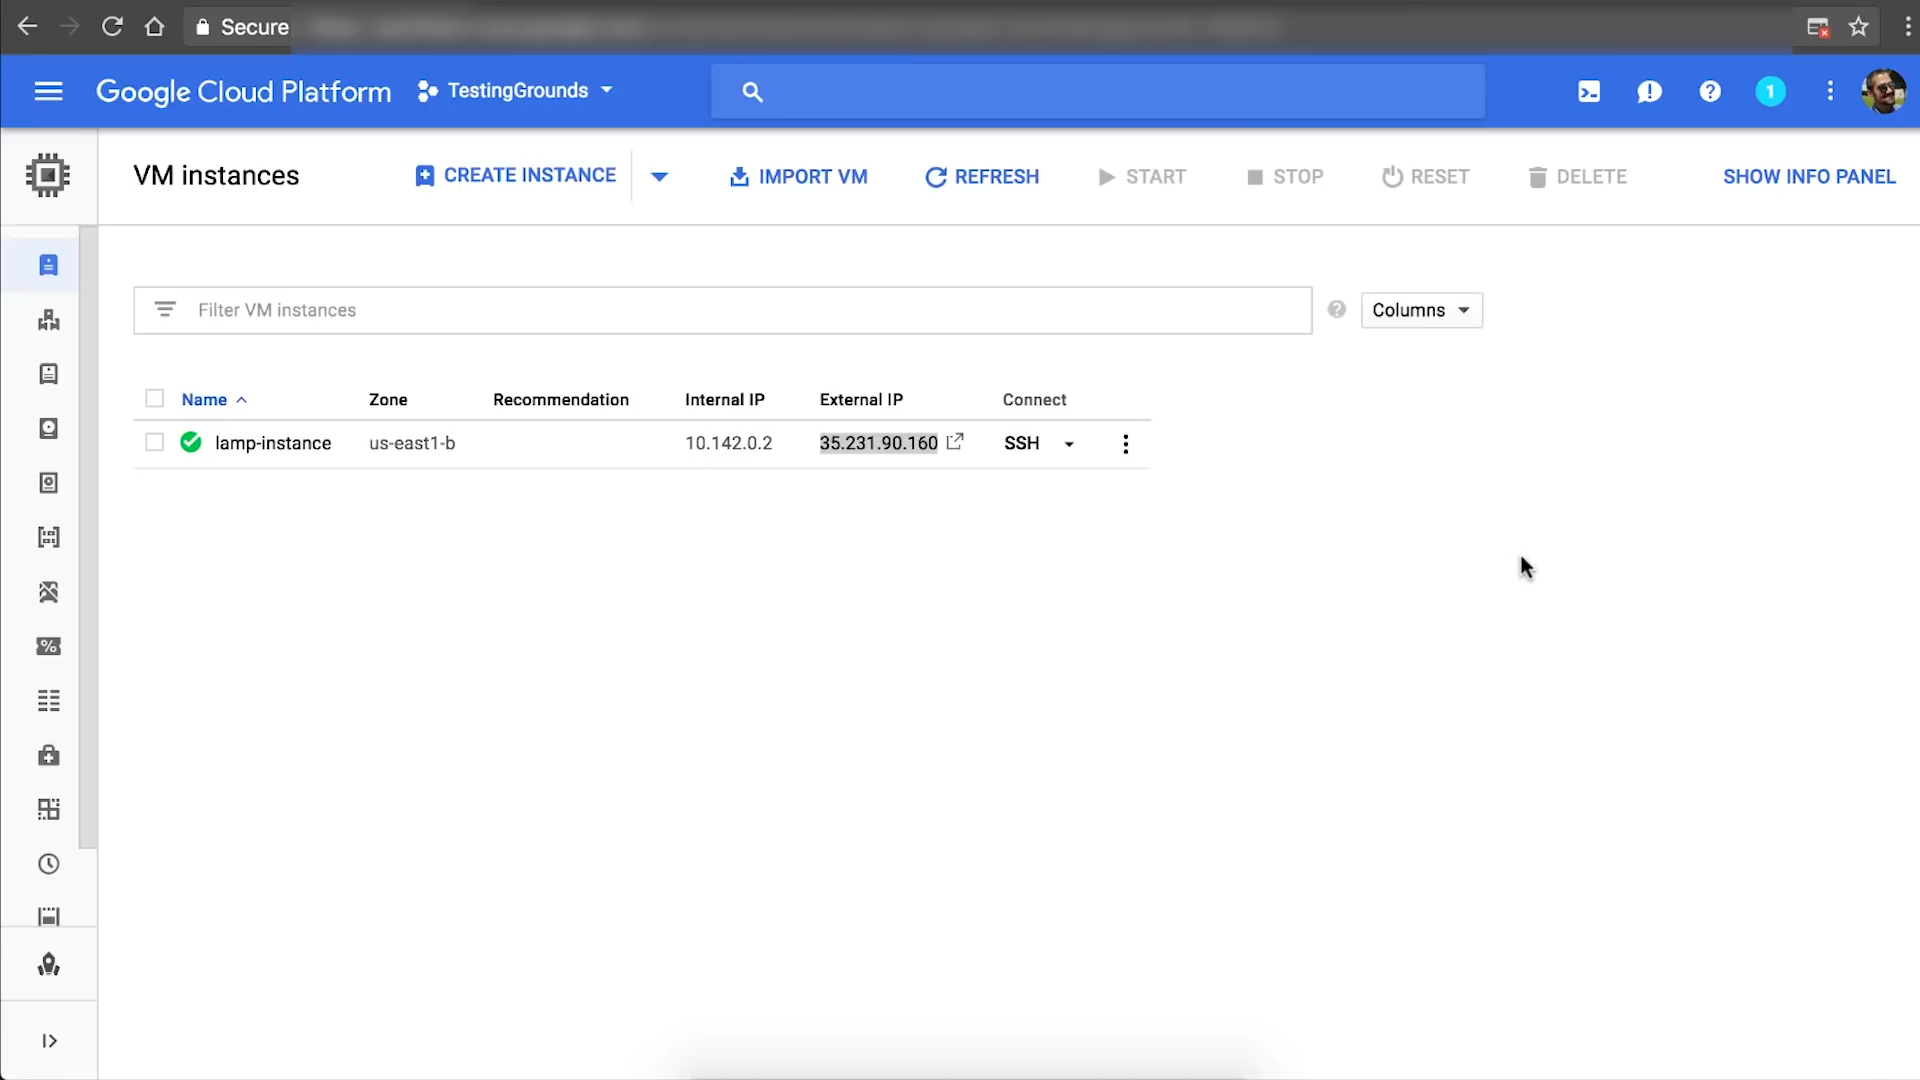 Secure
Google Cloud Platform TestingGrounds 1
VM instances CREATE INSTANCE IMPORT VM REFRESH START STOP RESET DELETE SHOW INFO PANEL
Filter VM instances Columns
Name Zone Recommendation Internal IP External IP Connect
lamp-instance us-east1-b 10.142.0.2 35.231.90.160 SSH